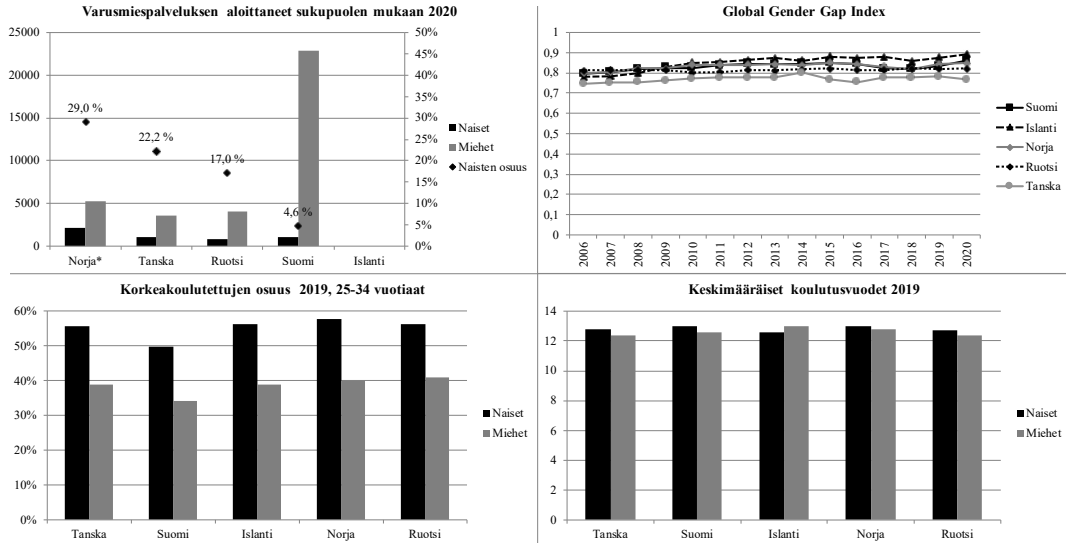 Varusmiespalveluksen aloittaneet sukupuolen mukaan 2020
25000
20000
15000
10000
5000
0
50%
45%
40%
35%
30%
25%
20%
15%
10%
5%
0%
29,0 %
22,2 %
17,0 %
4,6 %
Norja*
Tanska
Ruotsi
Suomi
Islanti
Naiset
Miehet
Naisten osuus
Global Gender Gap Index
1
0,9
0,8
0,7
0,6
0,5
0,4
0,3
0,2
0,1
0
2006
2007
2008
2009
2010
2011
2012
2013
2014
2015
2016
2017
2018
2019
2020
Suomi
Islanti
Norja
Ruotsi
Tanska
Korkeakoulutettujen osuus 2019, 25-34 vuotiaat
60%
50%
40%
30%
20%
10%
0%
Tanska
Suomi
Islanti
Norja
Ruotsi
Naiset
Miehet
Keskimääräiset koulutusvuodet 2019
14
12
10
8
6
4
2
0
Tanska
Suomi
Islanti
Norja
Ruotsi
Naiset
Miehet